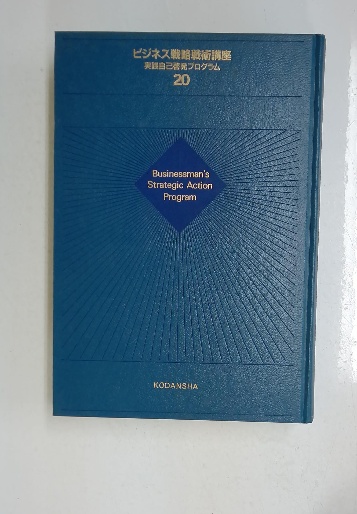 ビジネス戦略戦術講座
実践自己啓発プログラム
20
Businessman's
Strategic Action
Program
KODANSHA